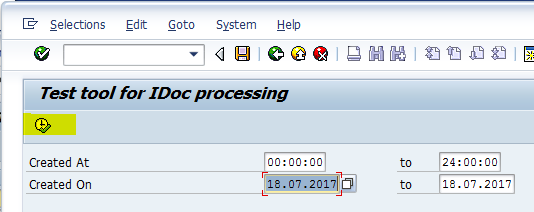 Selections Edit Goto System Help
Test tool for IDoc processing
Created At 00:00:00 to 24:00:00
Created On 18.07.2017 to 18.07.2017